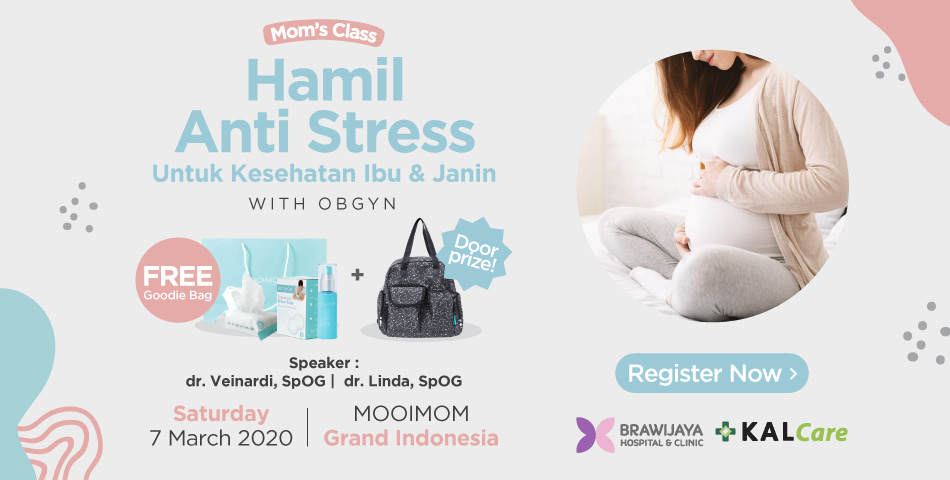 Mom's Class
Hamil
Anti Stress
Untuk Kesehatan Ibu & Janin
WITH OBGYN
FREE
Goodie Bag
+
Door
prize!
Speaker :
dr. Veinardi, SpOG | dr. Linda, SpOG
Saturday
7 March 2020
MOOIMOM
Grand Indonesia
Register Now >
BRAWIJAYA
HOSPITAL & CLINIC
KALCare